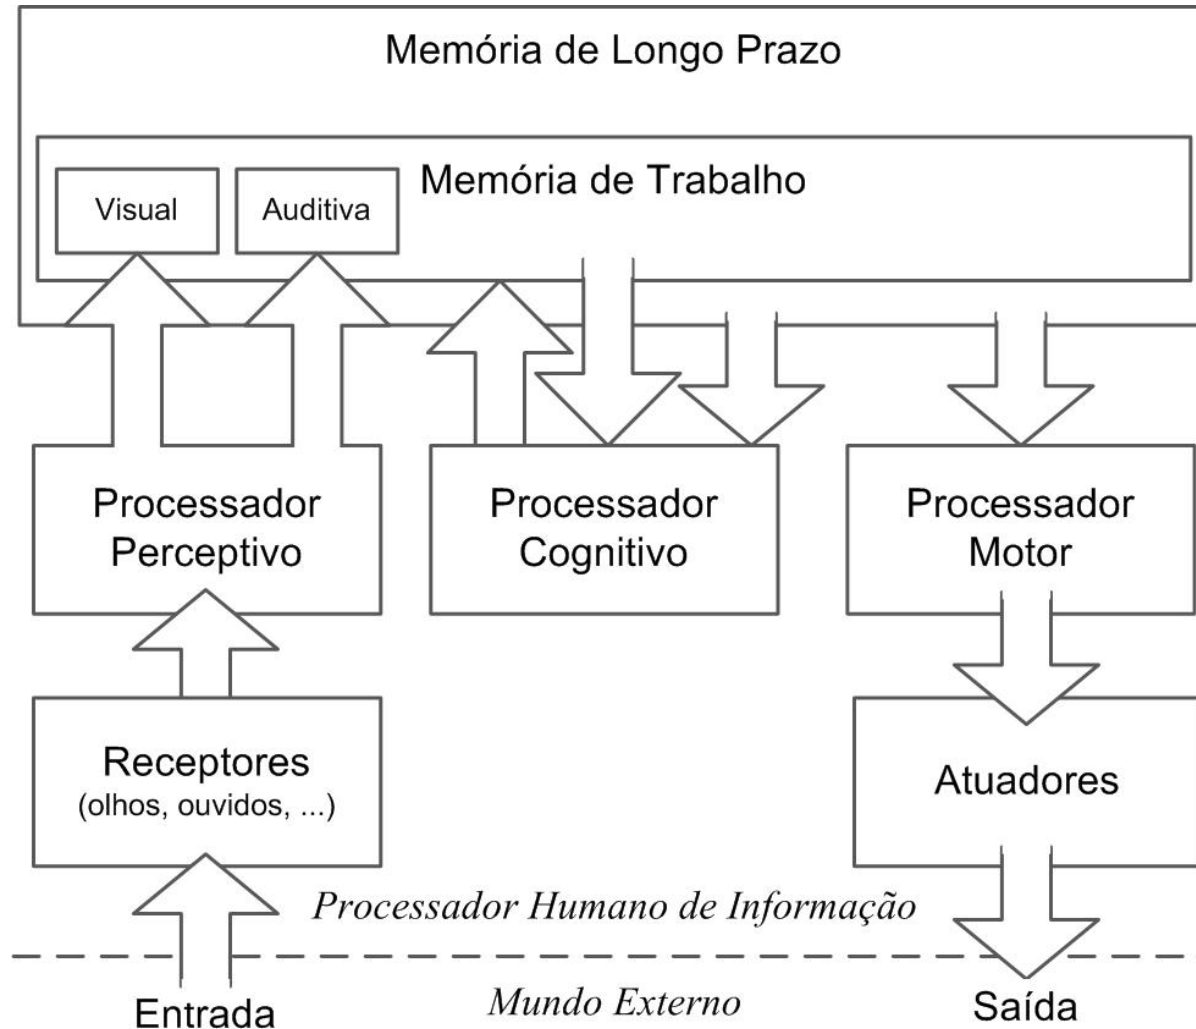 Memória de Longo Prazo
Memória de Trabalho
Visual
Auditiva
Processador
Perceptivo
Processador
Cognitivo
Processador
Motor
Receptores
(olhos, ouvidos, ...)
Atuadores
Processador Humano de Informação
Entrada
Mundo Externo
Saída